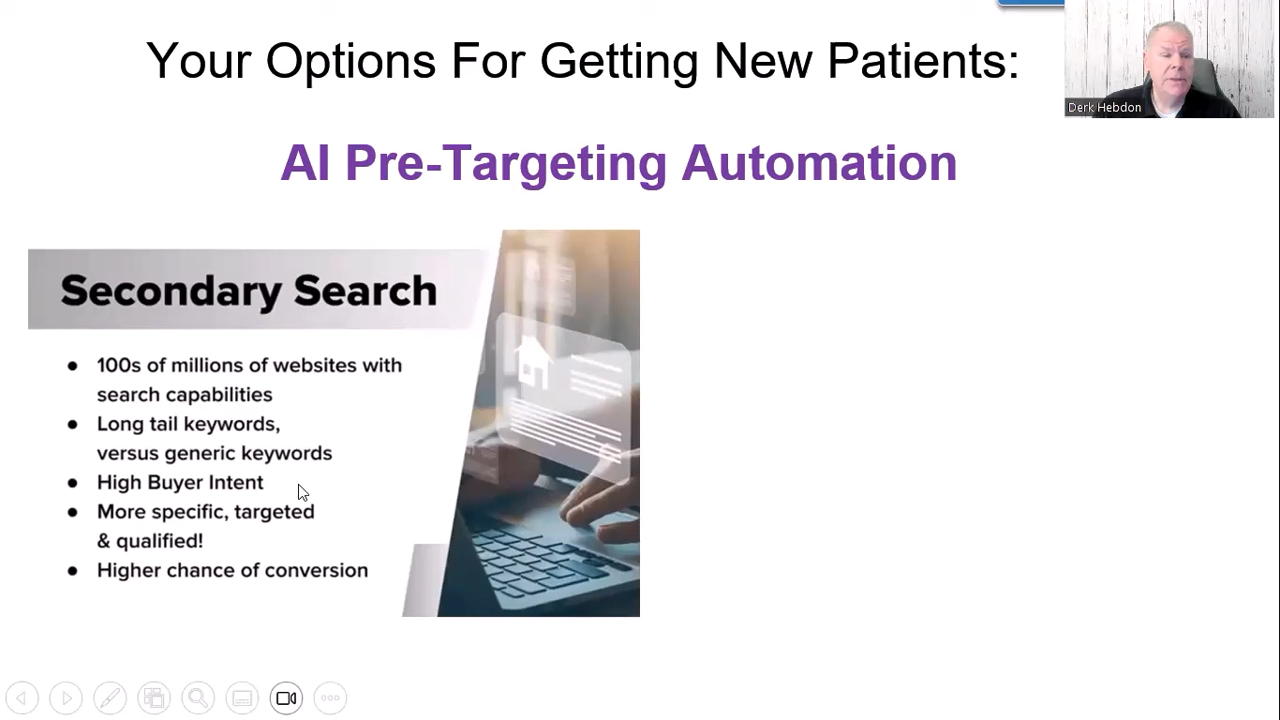 Your Options For Getting New Patients:
Derk Hebdon
AI Pre-Targeting Automation
Secondary Search
● 100s of millions of websites with
search capabilities
● Long tail keywords,
versus generic keywords
● High Buyer Intent
● More specific, targeted
& qualified!
● Higher chance of conversion